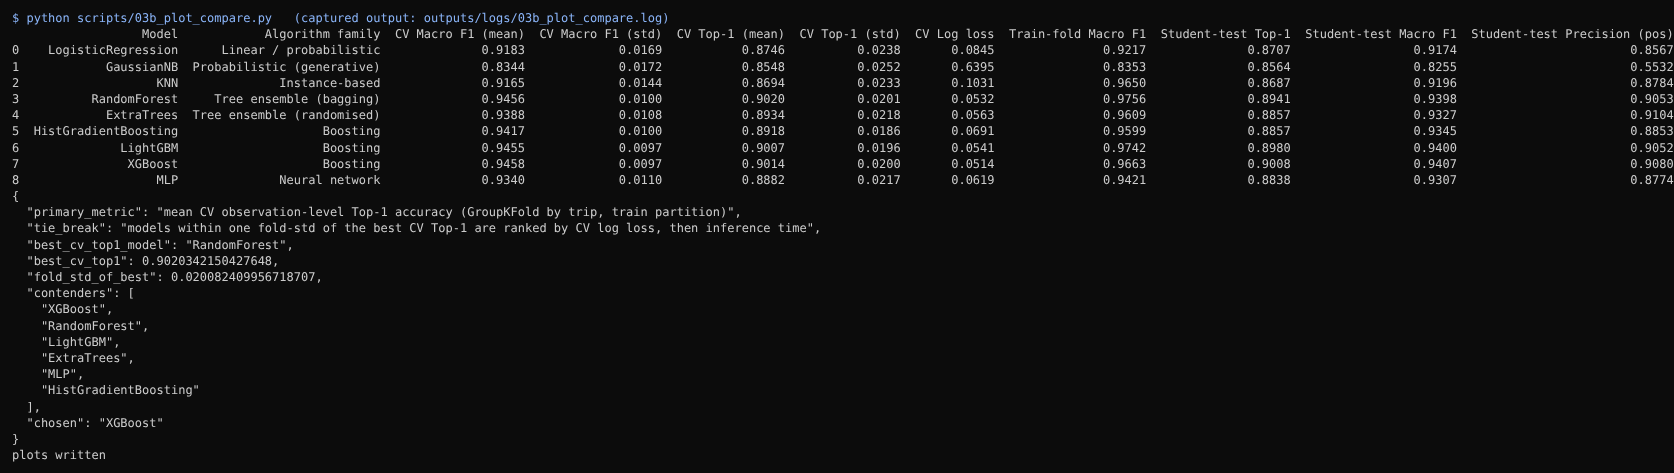 $ python scripts/03b_plot_compare.py   (captured output: outputs/logs/03b_plot_compare.log)
                  Model           Algorithm family  CV Macro F1 (mean)  CV Macro F1 (std)  CV Top-1 (mean)  CV Top-1 (std)  CV Log loss  Train-fold Macro F1  Student-test Top-1  Student-test Macro F1  Student-test Precision (pos)
0    LogisticRegression     Linear / probabilistic              0.9183             0.0169           0.8746          0.0238       0.0845               0.9217              0.8707                 0.9174                        0.8567
1            GaussianNB  Probabilistic (generative)              0.8344             0.0172           0.8548          0.0252       0.6395               0.8353              0.8564                 0.8255                        0.5532
2                   KNN             Instance-based              0.9165             0.0144           0.8694          0.0233       0.1031               0.9650              0.8687                 0.9196                        0.8784
3          RandomForest    Tree ensemble (bagging)              0.9456             0.0100           0.9020          0.0201       0.0532               0.9756              0.8941                 0.9398                        0.9053
4            ExtraTrees  Tree ensemble (randomised)              0.9388             0.0108           0.8934          0.0218       0.0563               0.9609              0.8857                 0.9327                        0.9104
5  HistGradientBoosting                   Boosting              0.9417             0.0100           0.8918          0.0186       0.0691               0.9599              0.8857                 0.9345                        0.8853
6              LightGBM                   Boosting              0.9455             0.0097           0.9007          0.0196       0.0541               0.9742              0.8980                 0.9400                        0.9052
7               XGBoost                   Boosting              0.9458             0.0097           0.9014          0.0200       0.0514               0.9663              0.9008                 0.9407                        0.9080
8                   MLP             Neural network              0.9340             0.0110           0.8882          0.0217       0.0619               0.9421              0.8838                 0.9307                        0.8774
{
  "primary_metric": "mean CV observation-level Top-1 accuracy (GroupKFold by trip, train partition)",
  "tie_break": "models within one fold-std of the best CV Top-1 are ranked by CV log loss, then inference time",
  "best_cv_top1_model": "RandomForest",
  "best_cv_top1": 0.9020342150427648,
  "fold_std_of_best": 0.020082409956718707,
  "contenders": [
    "XGBoost",
    "RandomForest",
    "LightGBM",
    "ExtraTrees",
    "MLP",
    "HistGradientBoosting"
  ],
  "chosen": "XGBoost"
}
plots written